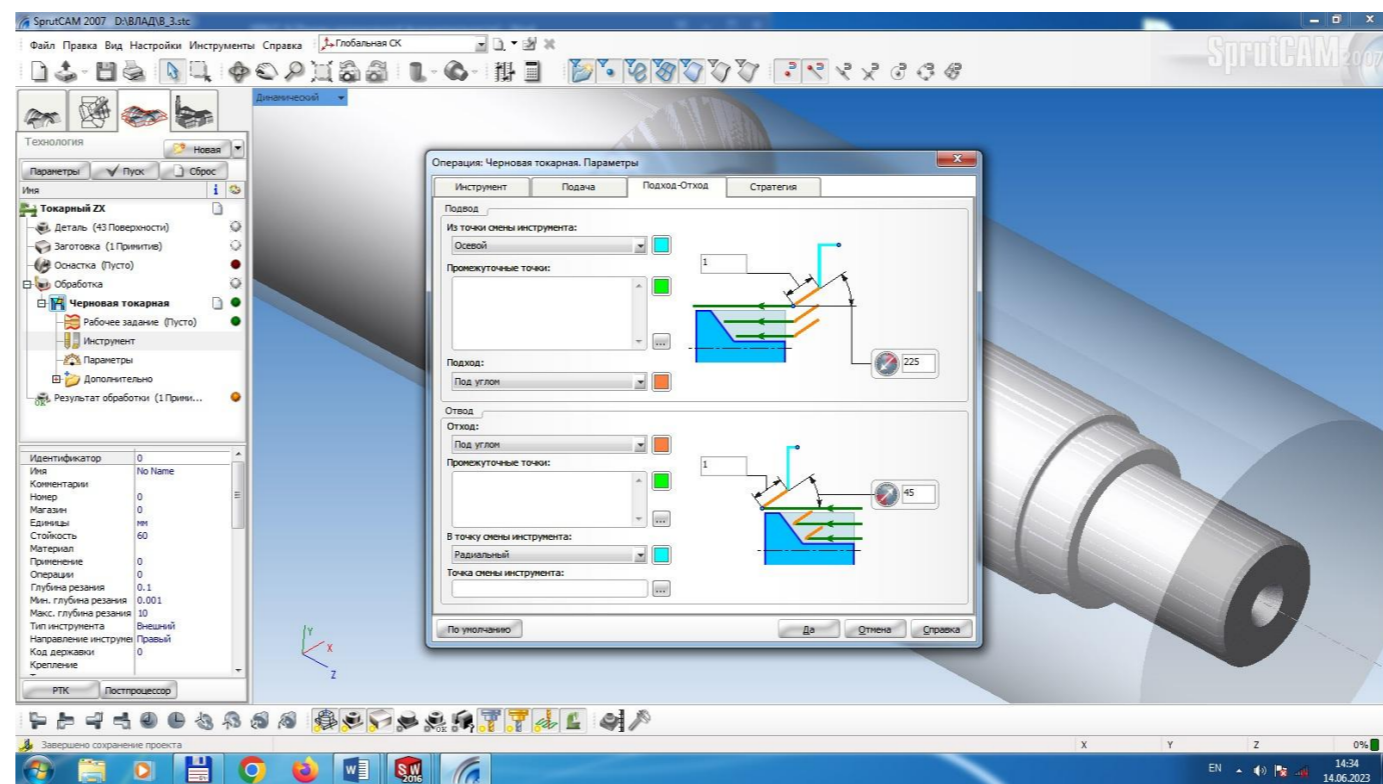 SprutCAM 2007 D:\ВЛАД\В_3.stc
Файл Правка Вид Настройки Инструменты Справка Глобальная СК
SprutCAM 2007
Динамический
Технология
Новая
Параметры Пуск Сброс
Имя
Токарный ZX
Деталь (43 Поверхности)
Заготовка (1 Примитив)
Оснастка (Пусто)
Обработка
Черновая токарная
Рабочее задание (Пусто)
Инструмент
Параметры
Дополнительно
Результат обработки (1 Прими...
Идентификатор 0
Имя No Name
Комментарии
Номер 0
Магазин 0
Единицы мм
Стойкость 60
Материал
Применение 0
Операции 0
Глубина резания 0.1
Мин. глубина резания 0.001
Макс. глубина резания 10
Тип инструмента Внешний
Направление инструмен Правый
Код державки 0
Крепление
РТК Постпроцессор
Операция: Черновая токарная. Параметры
Инструмент Подача Подход-Отход Стратегия
Подвод
Из точки смены инструмента:
Осевой
Промежуточные точки:
1
225
Подход:
Под углом
Отвод
Отход:
Под углом
Промежуточные точки:
1
45
В точку смены инструмента:
Радиальный
Точка смены инструмента:
По умолчанию Да Отмена Справка
Y
X
Z
Завершено сохранение проекта X Y Z 0%
EN 14:34
14.06.2023